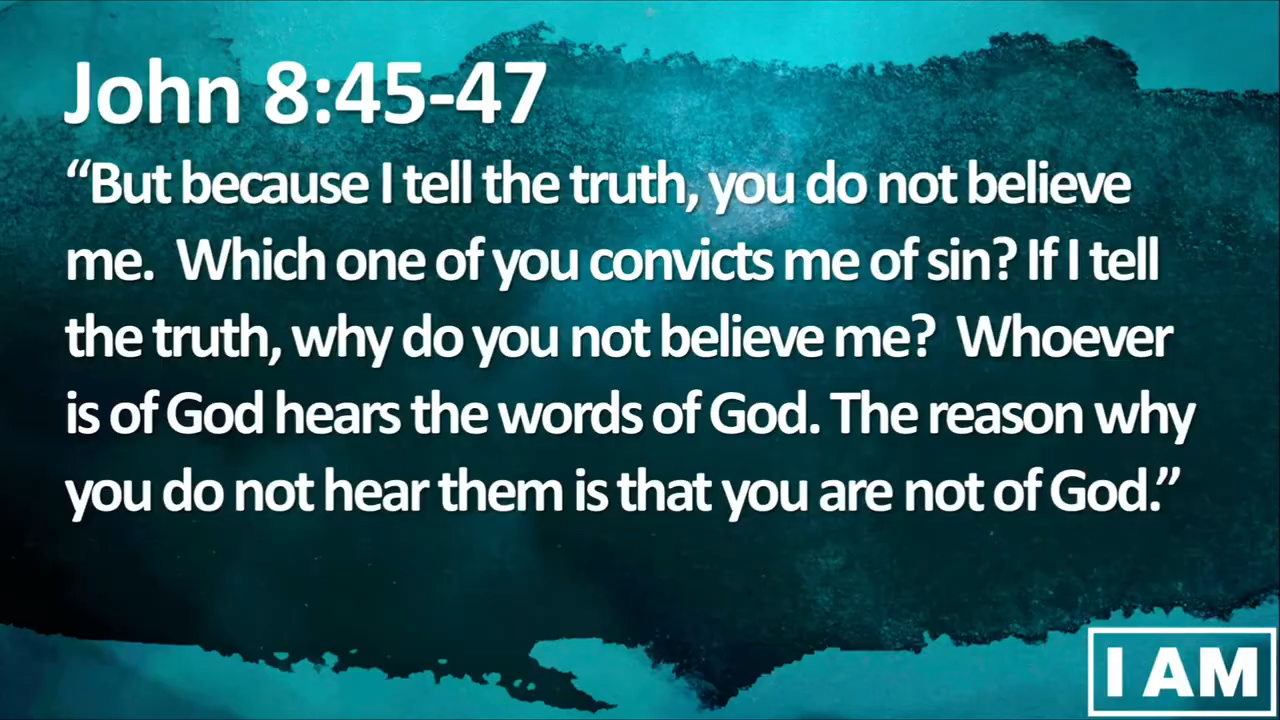 John 8:45-47
“But because I tell the truth, you do not believe
me.  Which one of you convicts me of sin? If I tell
the truth, why do you not believe me?  Whoever
is of God hears the words of God. The reason why
you do not hear them is that you are not of God.”
I AM